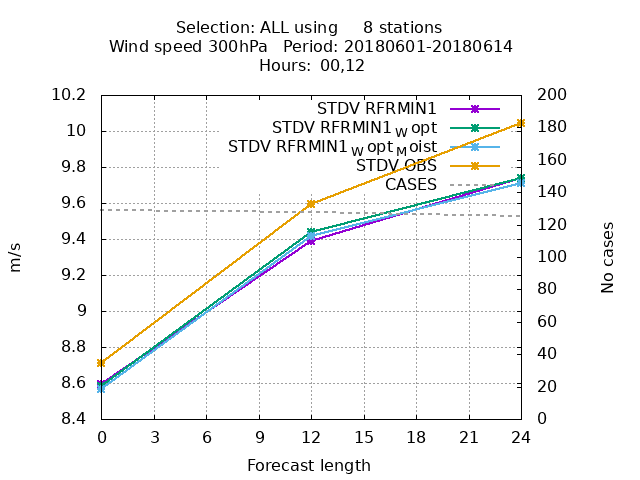 Selection: ALL using     8 stations
Wind speed 300hPa   Period: 20180601-20180614
Hours:  00,12
10.2
10
9.8
9.6
9.4
9.2
9
8.8
8.6
8.4
m/s
STDV RFRMIN1
STDV RFRMIN1_W opt
STDV RFRMIN1_W opt_M oist
STDV OBS
CASES
200
180
160
140
120
100
80
60
40
20
0
No cases
0 3 6 9 12 15 18 21 24
Forecast length